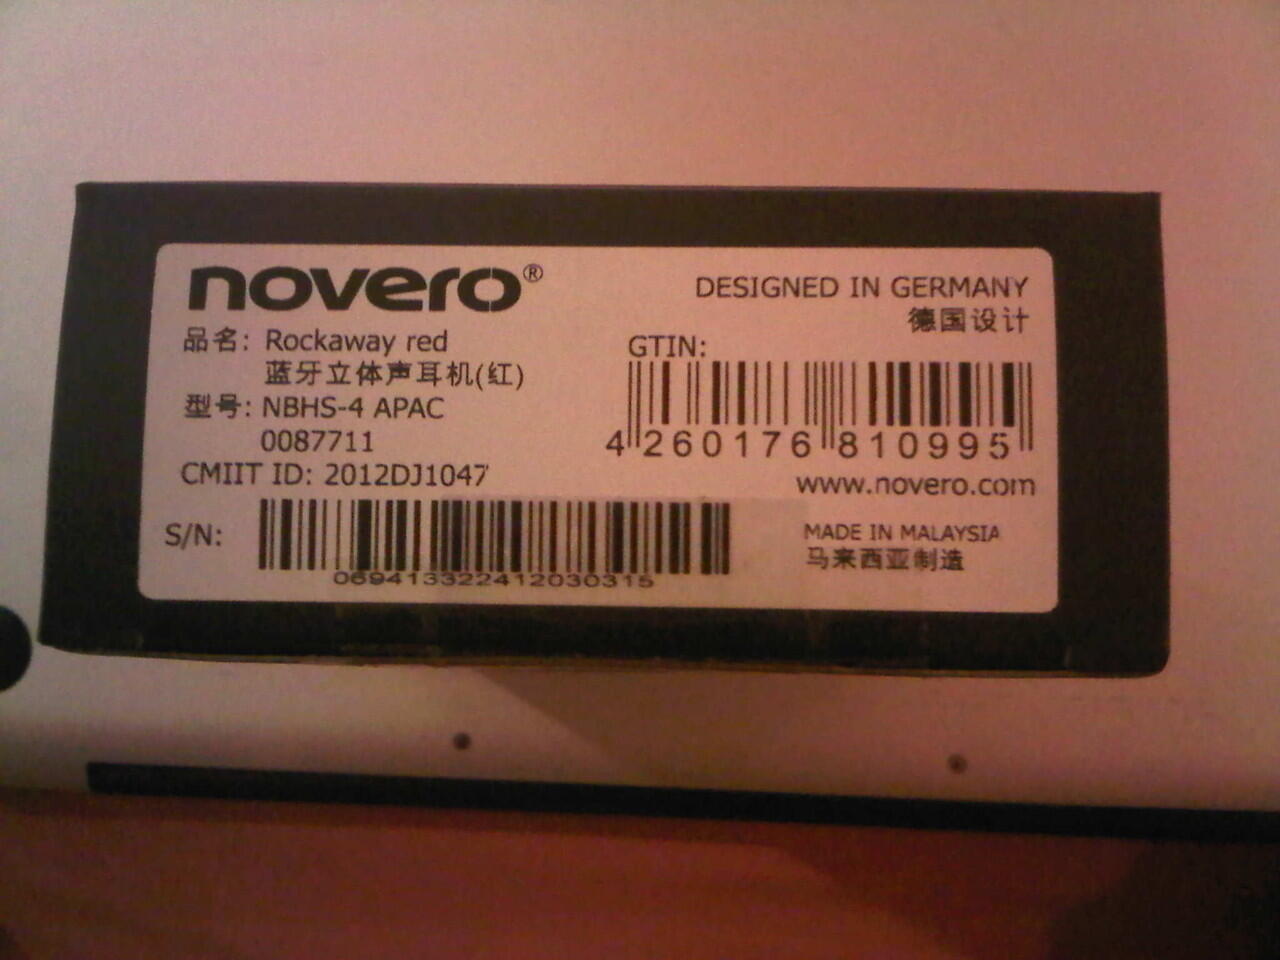 novero®
品名: Rockaway red
蓝牙立体声耳机(红)
型号: NBHS-4 APAC
0087711
CMIIT ID: 2012DJ1047
S/N:
069413322412030315
DESIGNED IN GERMANY
德国设计
GTIN:
4 260176 810995
www.novero.com
MADE IN MALAYSIA
马来西亚制造